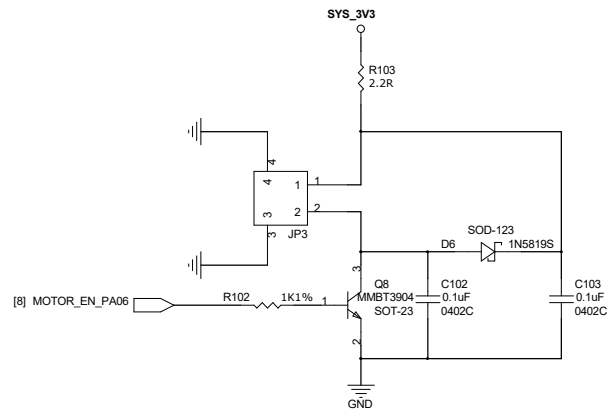 SYS_3V3
R103
2.2R
4
4
1
1
3
2
2
3
JP3
SOD-123
D6
1N5819S
3
Q8
MMBT3904
SOT-23
C102
0.1uF
0402C
C103
0.1uF
0402C
[8] MOTOR_EN_PA06
R102
1K1%
1
2
GND